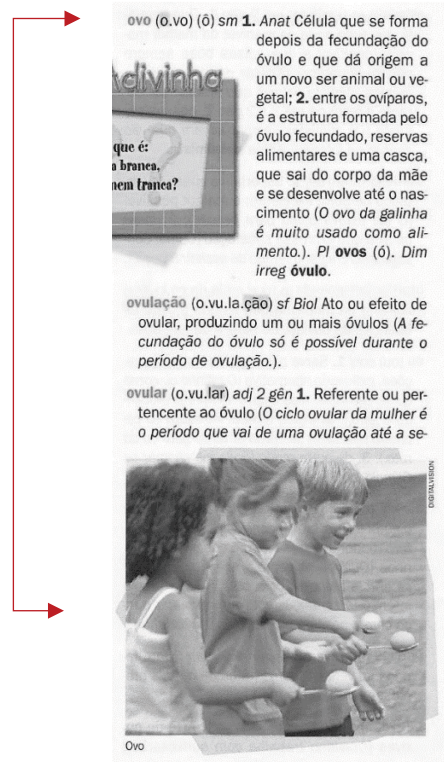 ovo (o.vo) (ô) sm 1. Anat Célula que se forma
depois da fecundação do
óvulo e que dá origem a
um novo ser animal ou ve-
getal; 2. entre os ovíparos,
é a estrutura formada pelo
óvulo fecundado, reservas
alimentares e uma casca,
que sai do corpo da mãe
e se desenvolve até o nas-
cimento (O ovo da galinha
é muito usado como ali-
mento.). Pl ovos (ó). Dim
irreg óvulo.
Adivinha
que é:
branca,
nem tranca?
ovulação (o.vu.la.ção) sf Biol Ato ou efeito de
ovular, produzindo um ou mais óvulos (A fe-
cundação do óvulo só é possível durante o
período de ovulação.).
ovular (o.vu.lar) adj 2 gên 1. Referente ou per-
tencente ao óvulo (O ciclo ovular da mulher é
o período que vai de uma ovulação até a se-
DIGITALVISION
Ovo